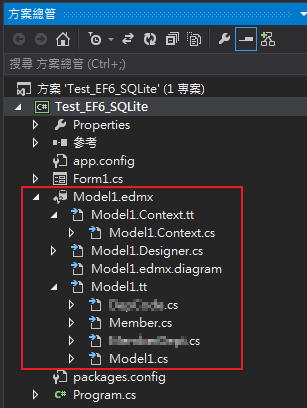 方案總管
搜尋 方案總管 (Ctrl+;)
方案 'Test_EF6_SQLite' (1 專案)
C# Test_EF6_SQLite
Properties
參考
app.config
Form1.cs
Model1.edmx
Model1.Context.tt
Model1.Context.cs
Model1.Designer.cs
Model1.edmx.diagram
Model1.tt
.cs
Member.cs
.cs
Model1.cs
packages.config
C# Program.cs